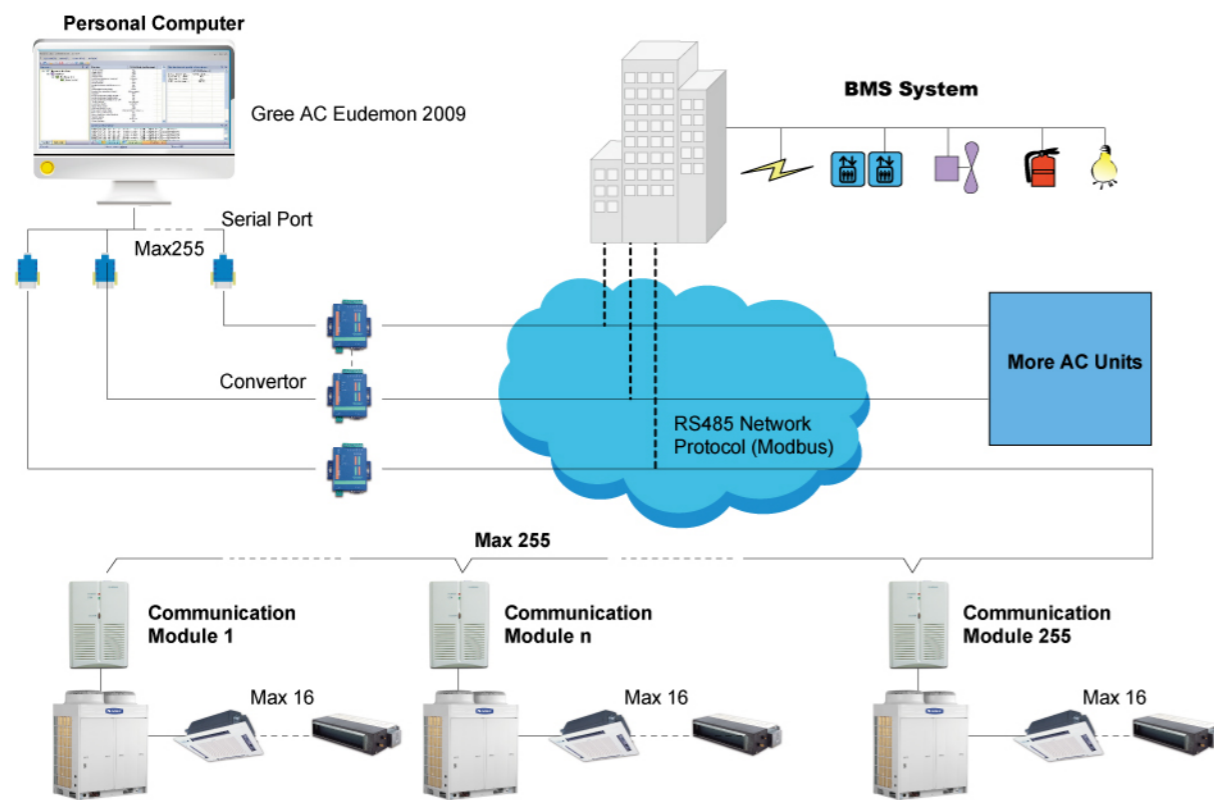 Personal Computer
Gree AC Eudemon 2009
BMS System
Serial Port
Max255
Convertor
More AC Units
RS485 Network
Protocol (Modbus)
Max 255
Communication
Module 1
Communication
Module n
Communication
Module 255
Max 16
Max 16
Max 16